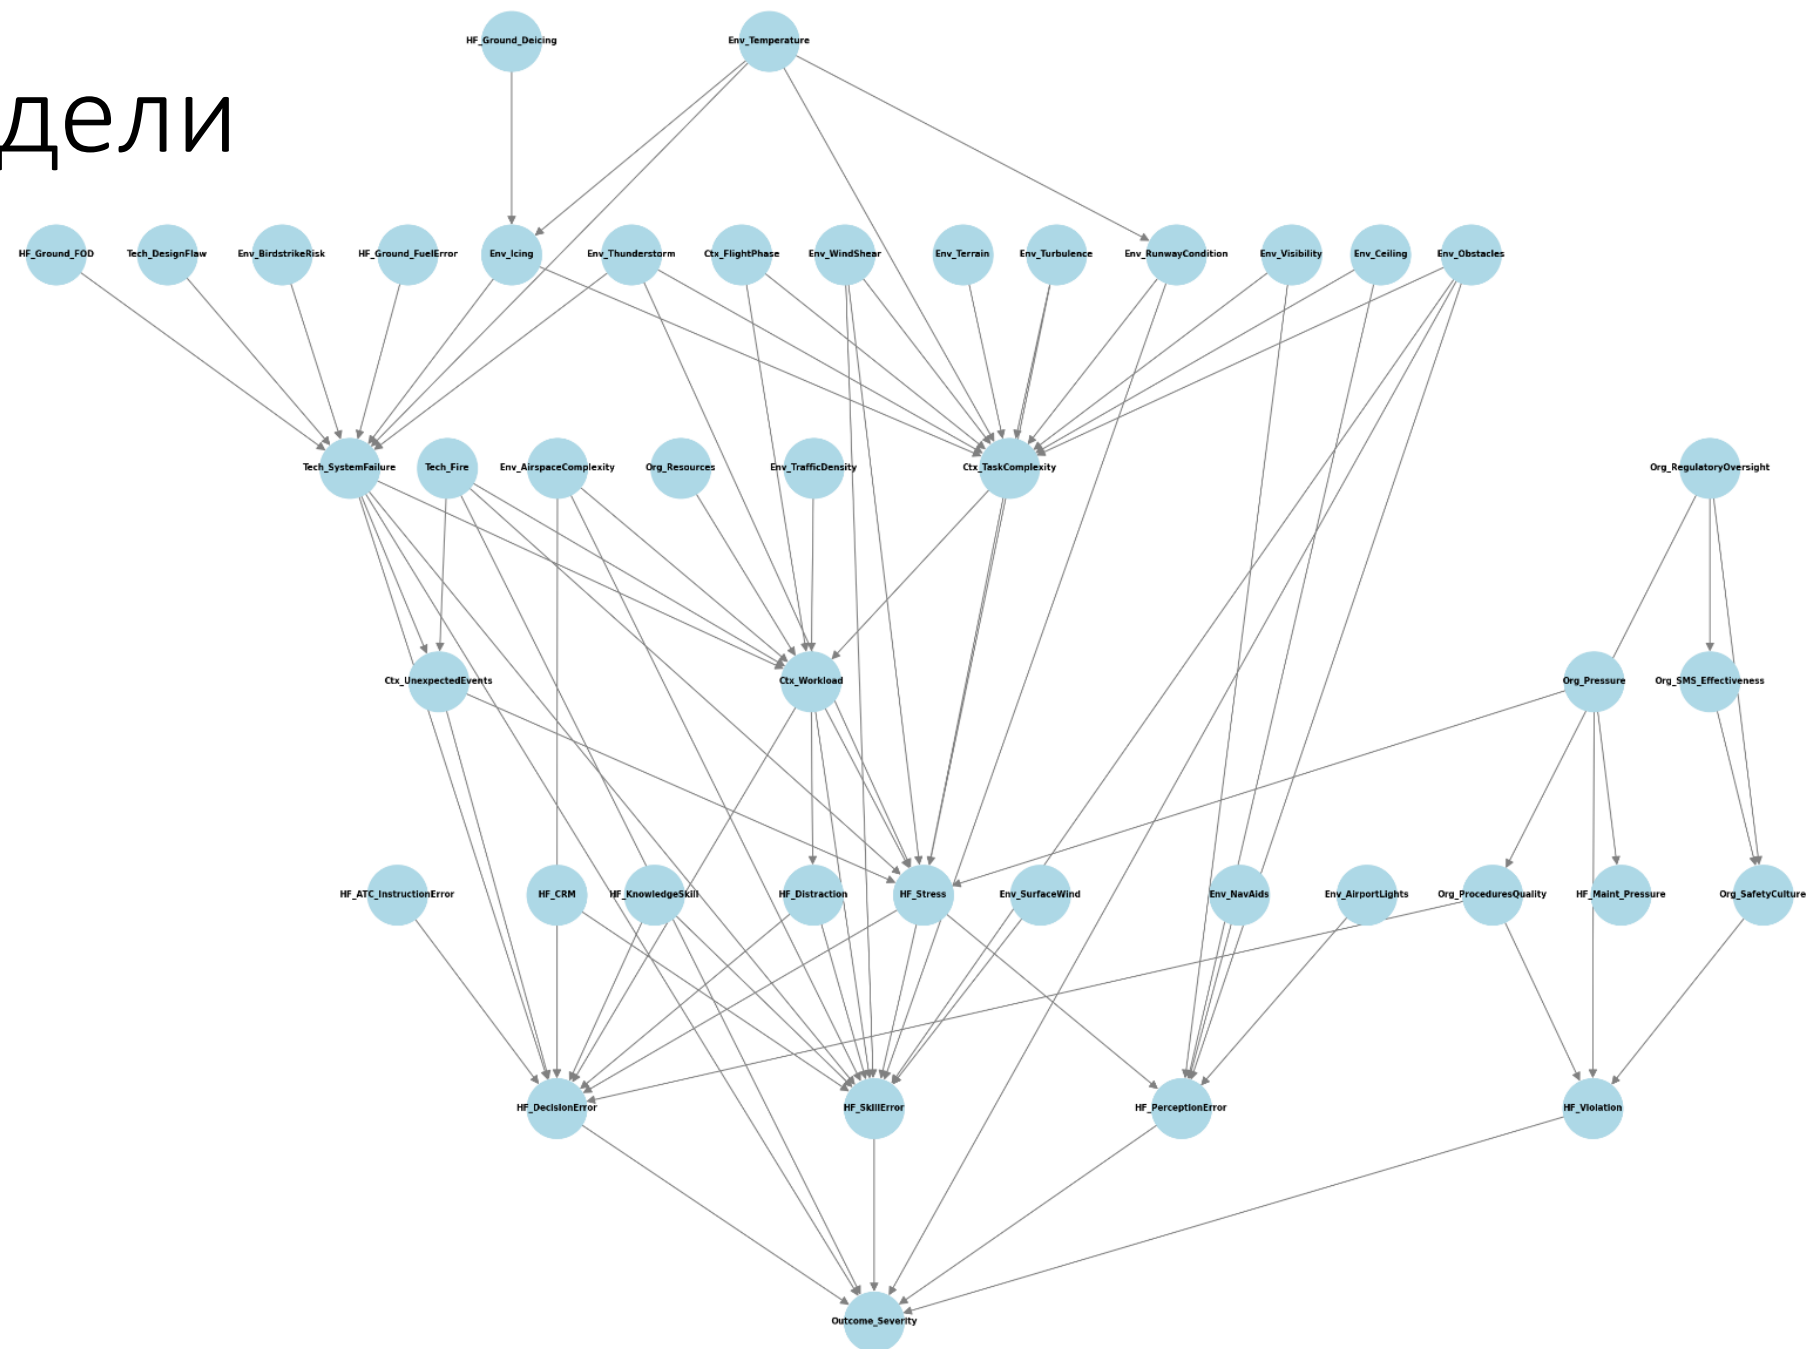 HF_Ground_Deicing
Env_Temperature
дели
HF_Ground_FOD
Tech_DesignFlaw
Env_BirdstrikeRisk
HF_Ground_FuelError
Env_Icing
Env_Thunderstorm
Ctx_FlightPhase
Env_WindShear
Env_Terrain
Env_Turbulence
Env_RunwayCondition
Env_Visibility
Env_Ceiling
Env_Obstacles
Tech_SystemFailure
Tech_Fire
Env_AirspaceComplexity
Org_Resources
Env_TrafficDensity
Ctx_TaskComplexity
Org_RegulatoryOversight
Ctx_UnexpectedEvents
Ctx_Workload
Org_Pressure
Org_SMS_Effectiveness
HF_ATC_InstructionError
HF_CRM
HF_KnowledgeSkill
HF_Distraction
HF_Stress
Env_SurfaceWind
Env_NavAids
Env_AirportLights
Org_ProceduresQuality
HF_Maint_Pressure
Org_SafetyCulture
HF_DecisionError
HF_SkillError
HF_PerceptionError
HF_Violation
Outcome_Severity